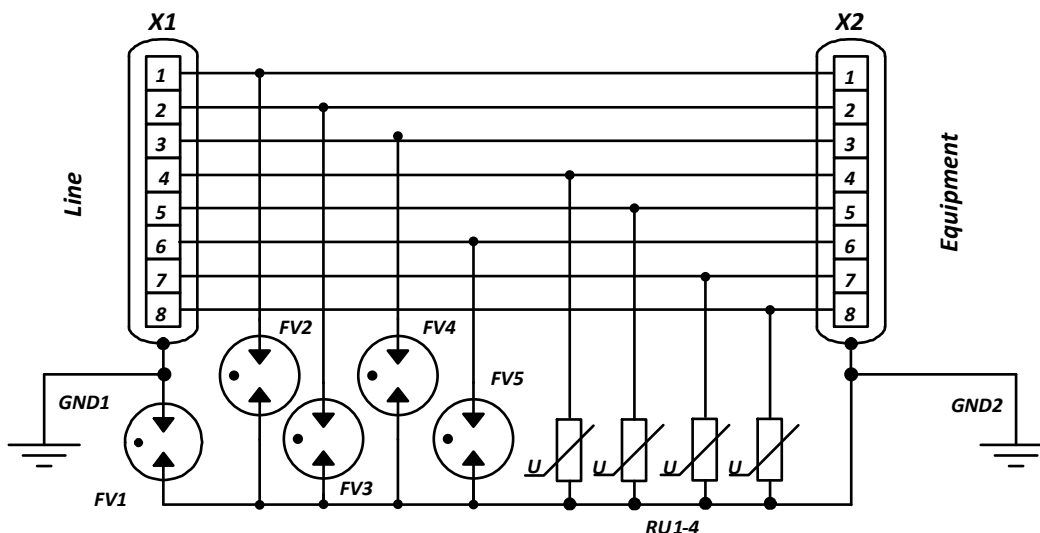 X1 X2
1 1
2 2
3 3
4 4
5 5
6 6
7 7
8 8
Line
Equipment
FV2 FV4
FV5
GND1 GND2
U U U U
FV1 FV3
RU1-4